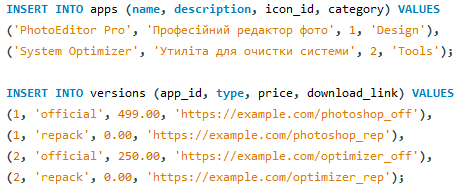 INSERT INTO apps (name, description, icon_id, category) VALUES
('PhotoEditor Pro', 'Професійний редактор фото', 1, 'Design'),
('System Optimizer', 'Утиліта для очистки системи', 2, 'Tools');
INSERT INTO versions (app_id, type, price, download_link) VALUES
(1, 'official', 499.00, 'https://example.com/photoshop_off'),
(1, 'repack', 0.00, 'https://example.com/photoshop_rep'),
(2, 'official', 250.00, 'https://example.com/optimizer_off'),
(2, 'repack', 0.00, 'https://example.com/optimizer_rep');